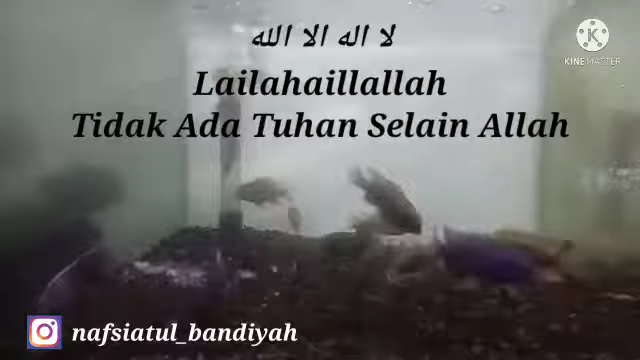 لا اله الا الله
Lailahaillallah
Tidak Ada Tuhan Selain Allah
K
KINEMASTER
nafsiatul_bandiyah